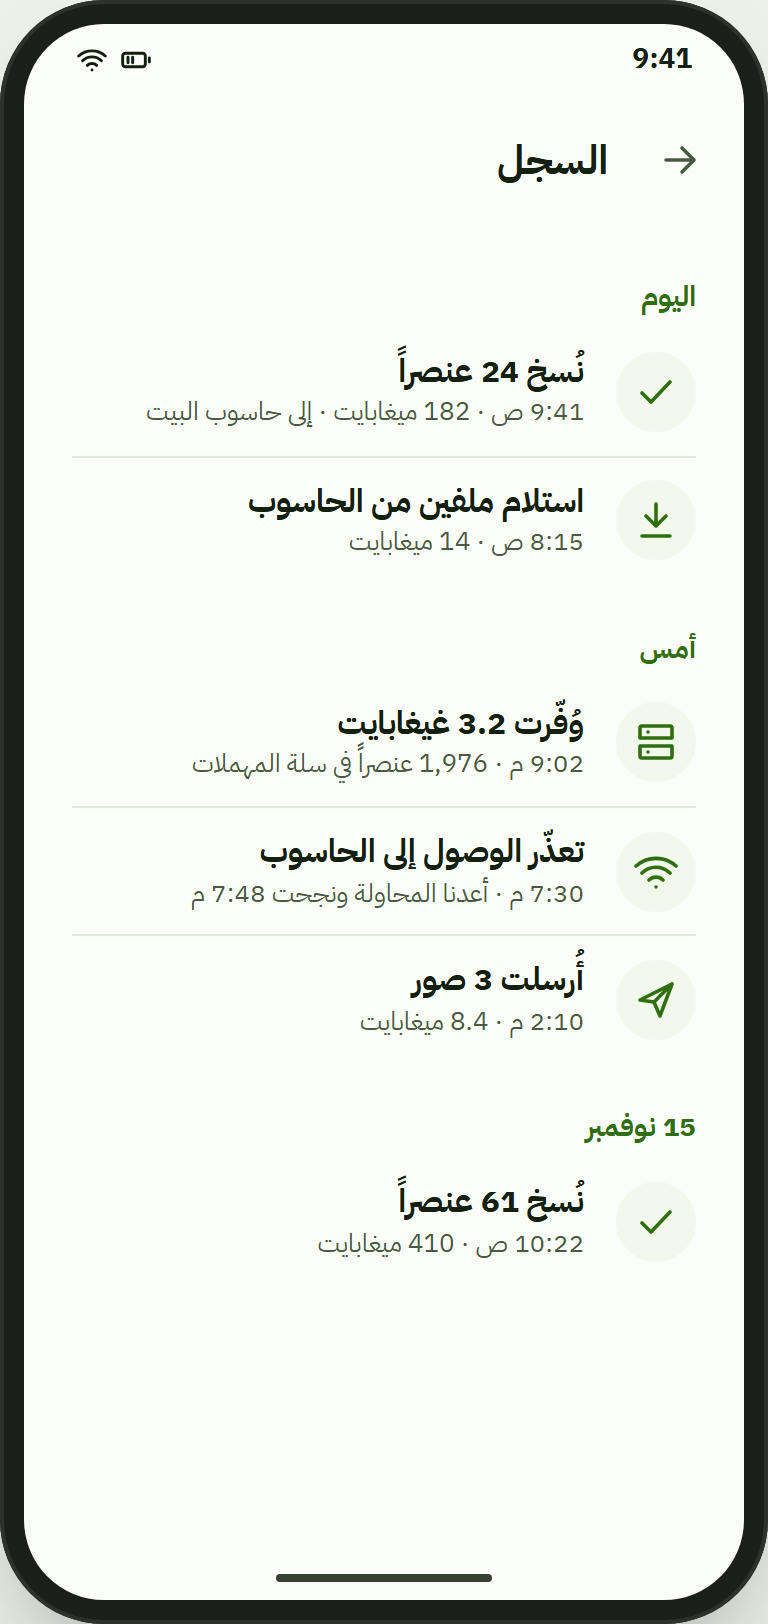 9:41
السجل
اليوم
نُسخ 24 عنصراً
9:41 ص · 182 ميغابايت · إلى حاسوب البيت
استلام ملفين من الحاسوب
8:15 ص · 14 ميغابايت
أمس
وُفّرت 3.2 غيغابايت
9:02 م · 1,976 عنصراً في سلة المهملات
تعذّر الوصول إلى الحاسوب
7:30 م · أعدنا المحاولة ونجحت 7:48 م
أُرسلت 3 صور
2:10 م · 8.4 ميغابايت
15 نوفمبر
نُسخ 61 عنصراً
10:22 ص · 410 ميغابايت